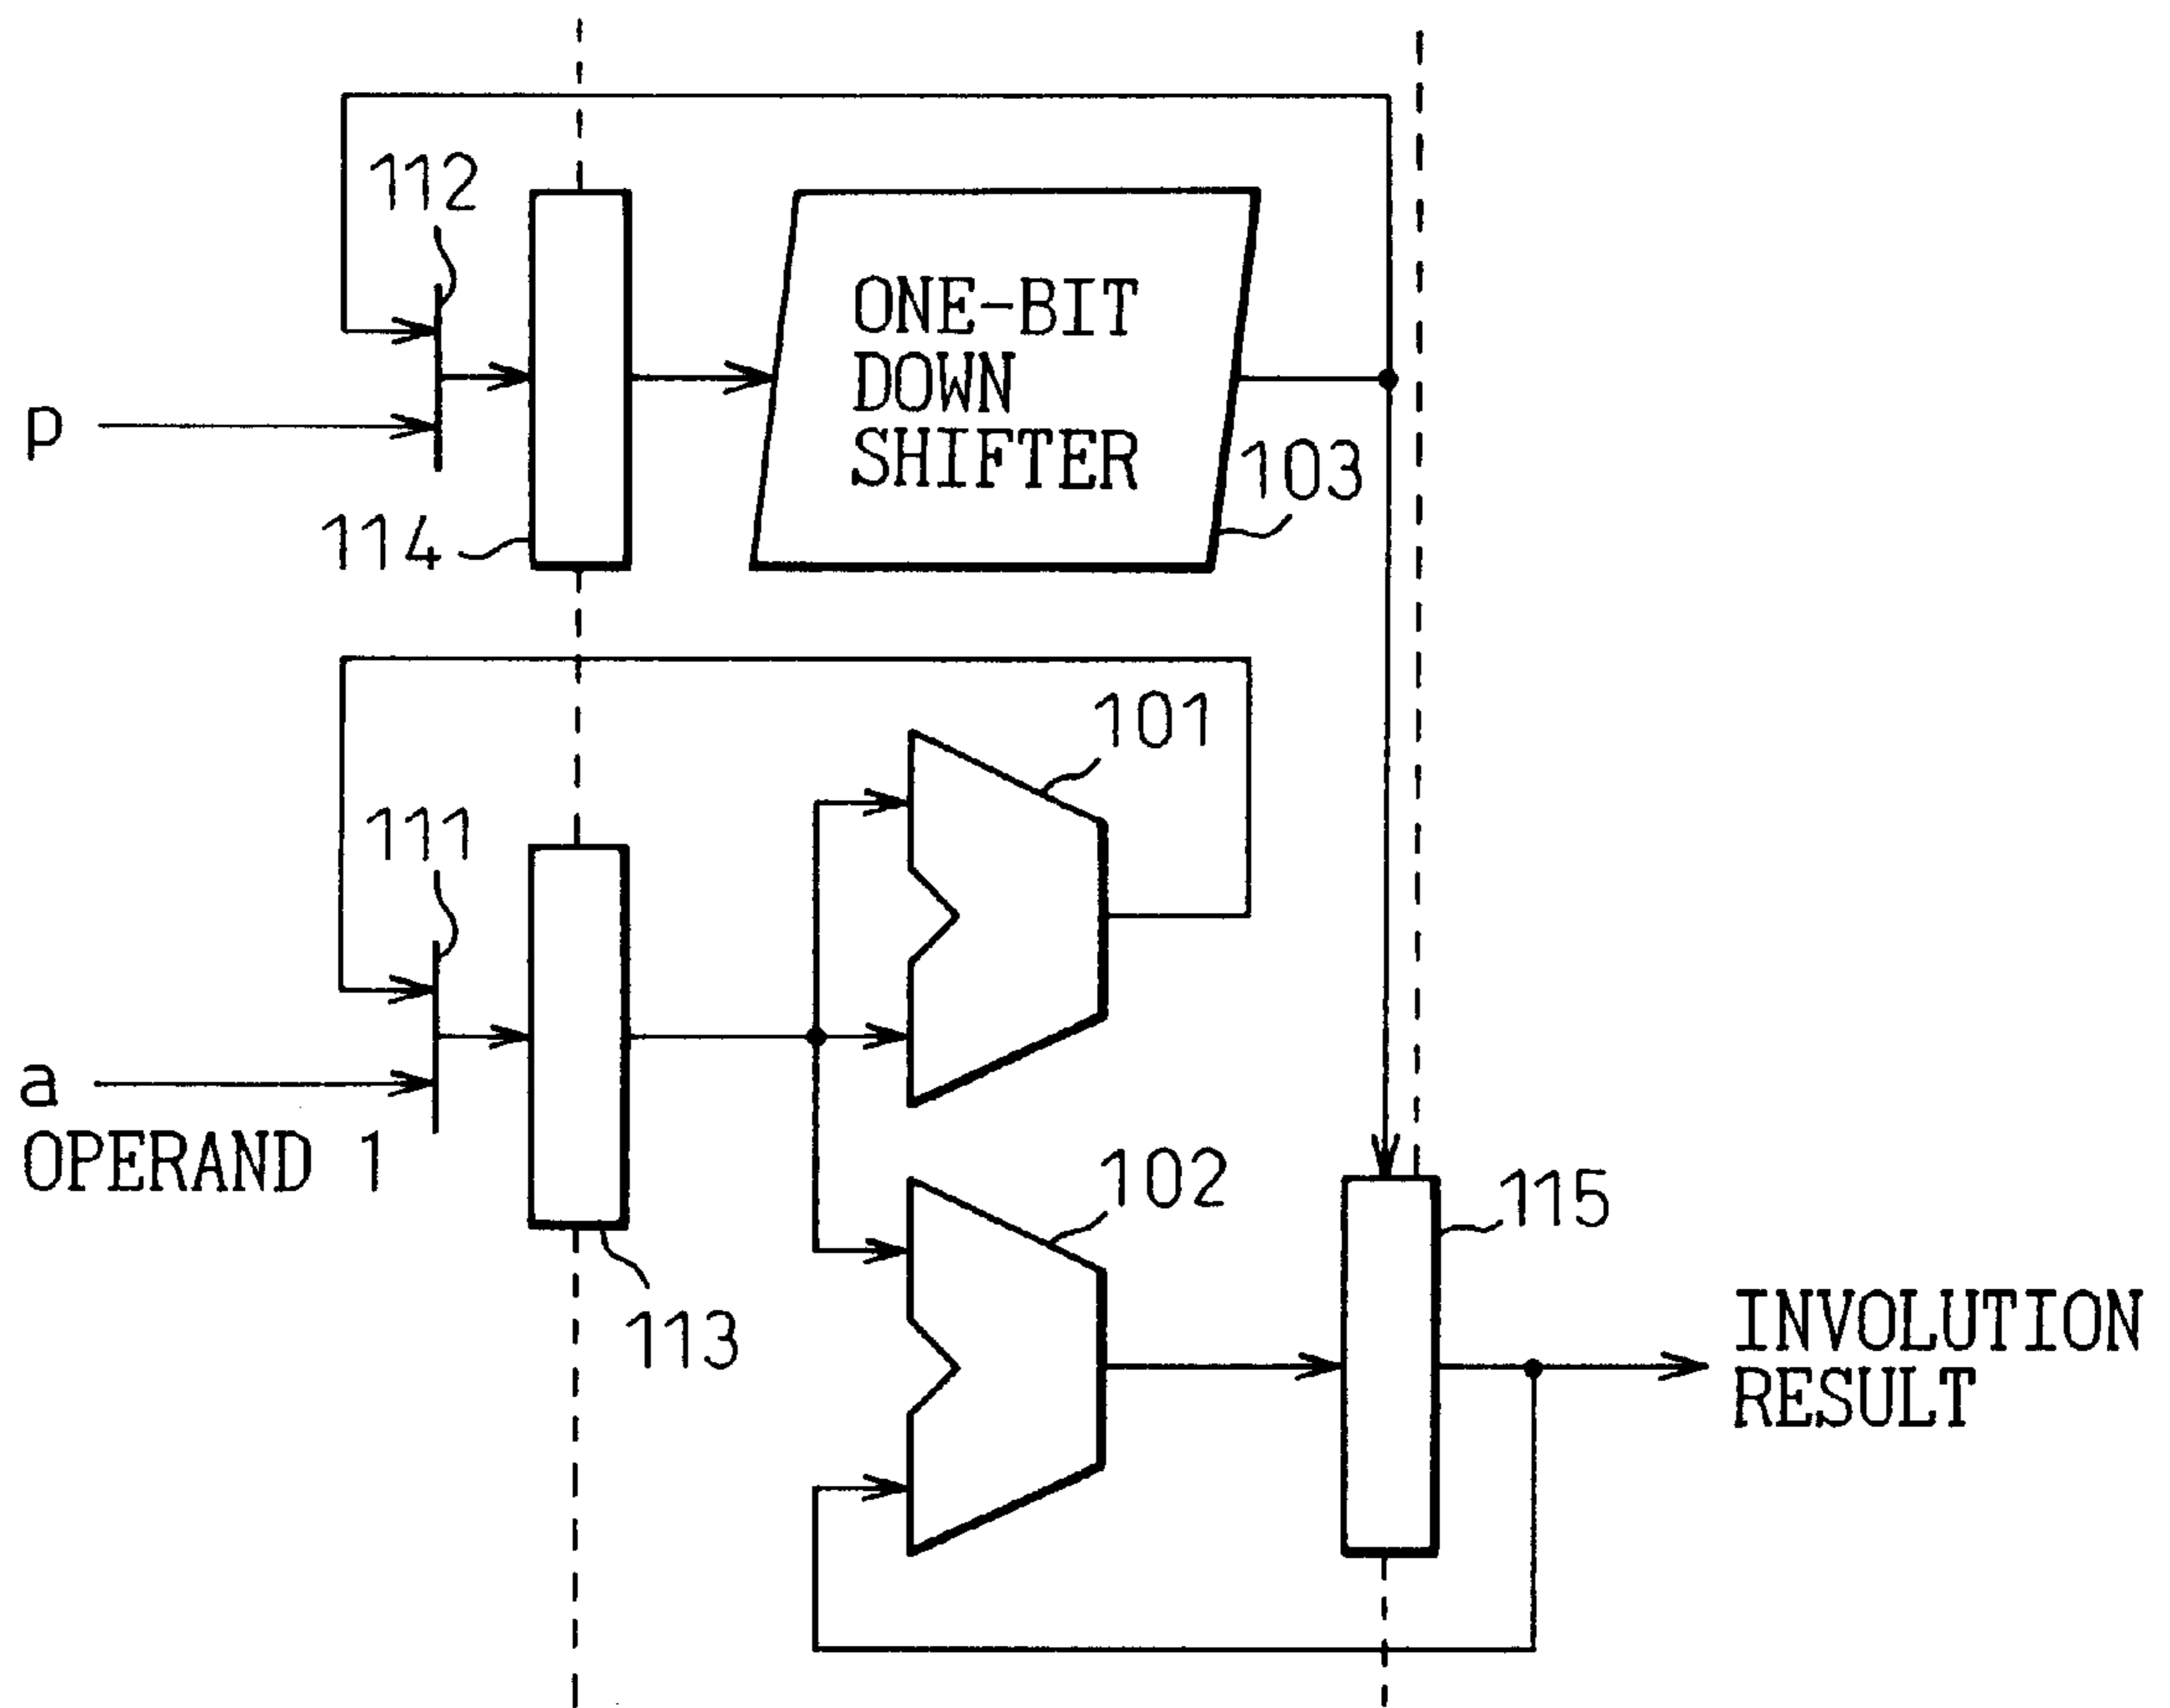 112
ONE-BIT
DOWN
SHIFTER
p
103
114
101
111
a
OPERAND 1
102
115
113
INVOLUTION
RESULT